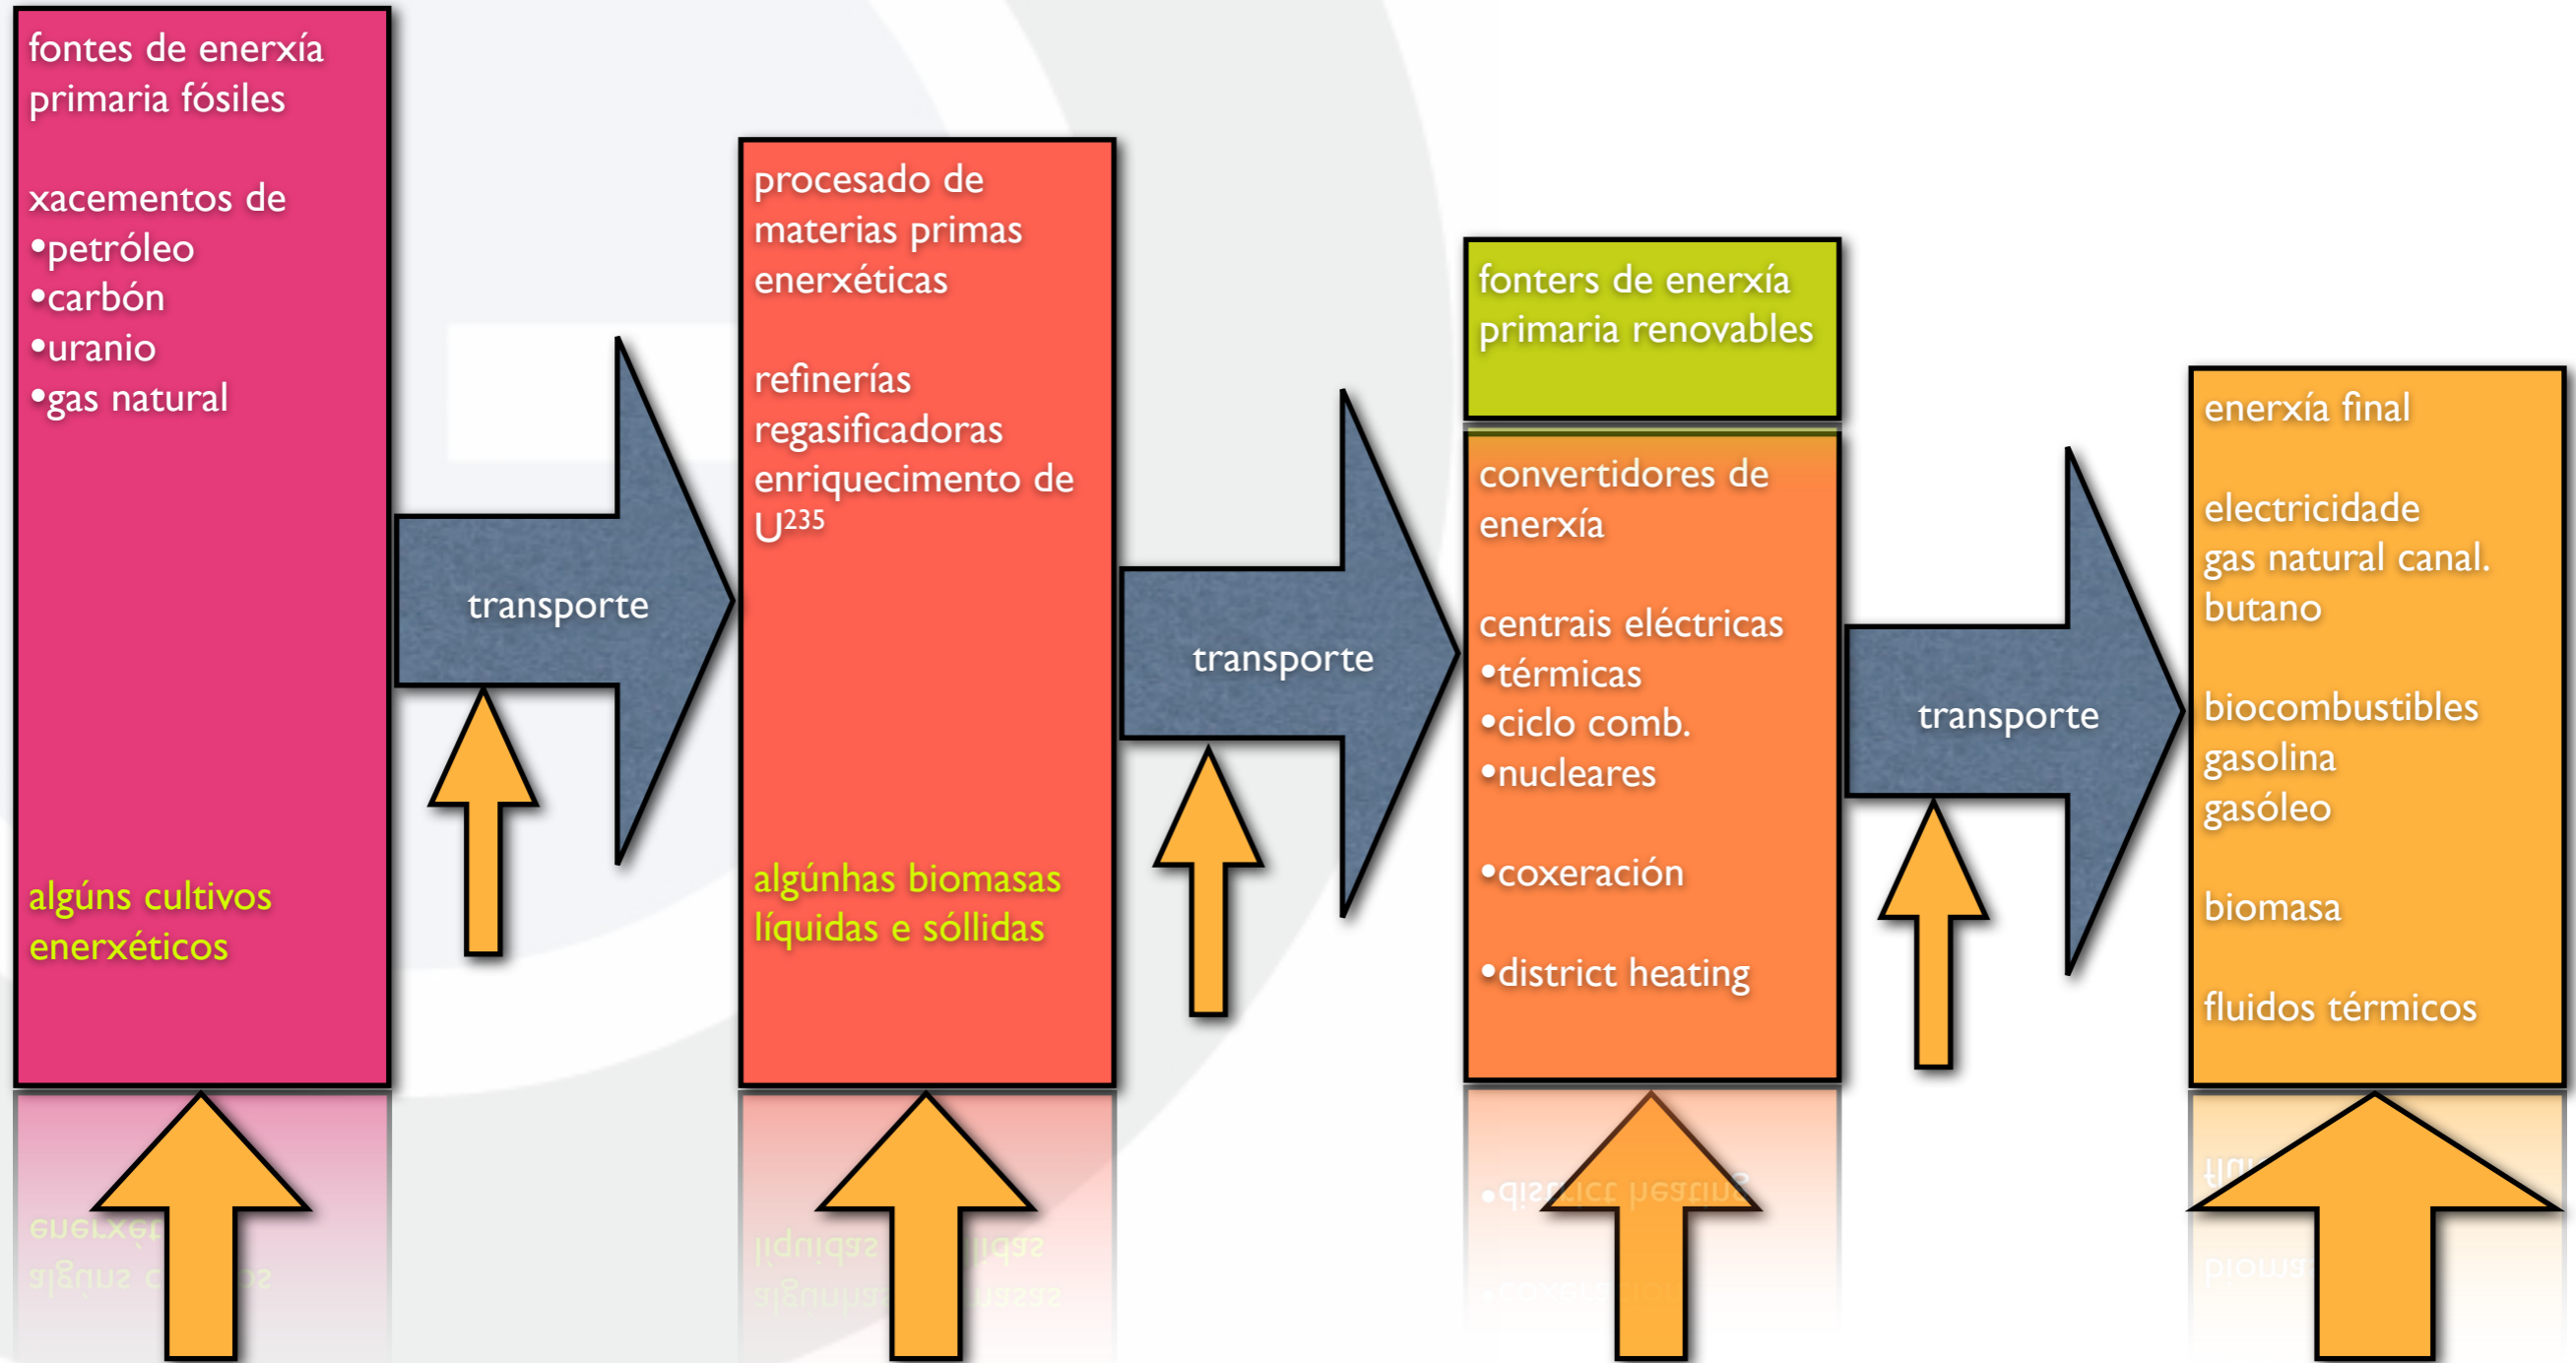 fontes de enerxía
primaria fósiles
xacementos de
•petróleo
•carbón
•uranio
•gas natural
algúns cultivos
enerxéticos
transporte
procesado de
materias primas
enerxéticas
refinerías
regasificadoras
enriquecimento de
U²³⁵
algúnhas biomasas
líquidas e sóllidas
transporte
fonters de enerxía
primaria renovables
convertidores de
enerxía
centrais eléctricas
•térmicas
•ciclo comb.
•nucleares
•coxeración
•district heating
transporte
enerxía final
electricidade
gas natural canal.
butano
biocombustibles
gasolina
gasóleo
biomasa
fluidos térmicos